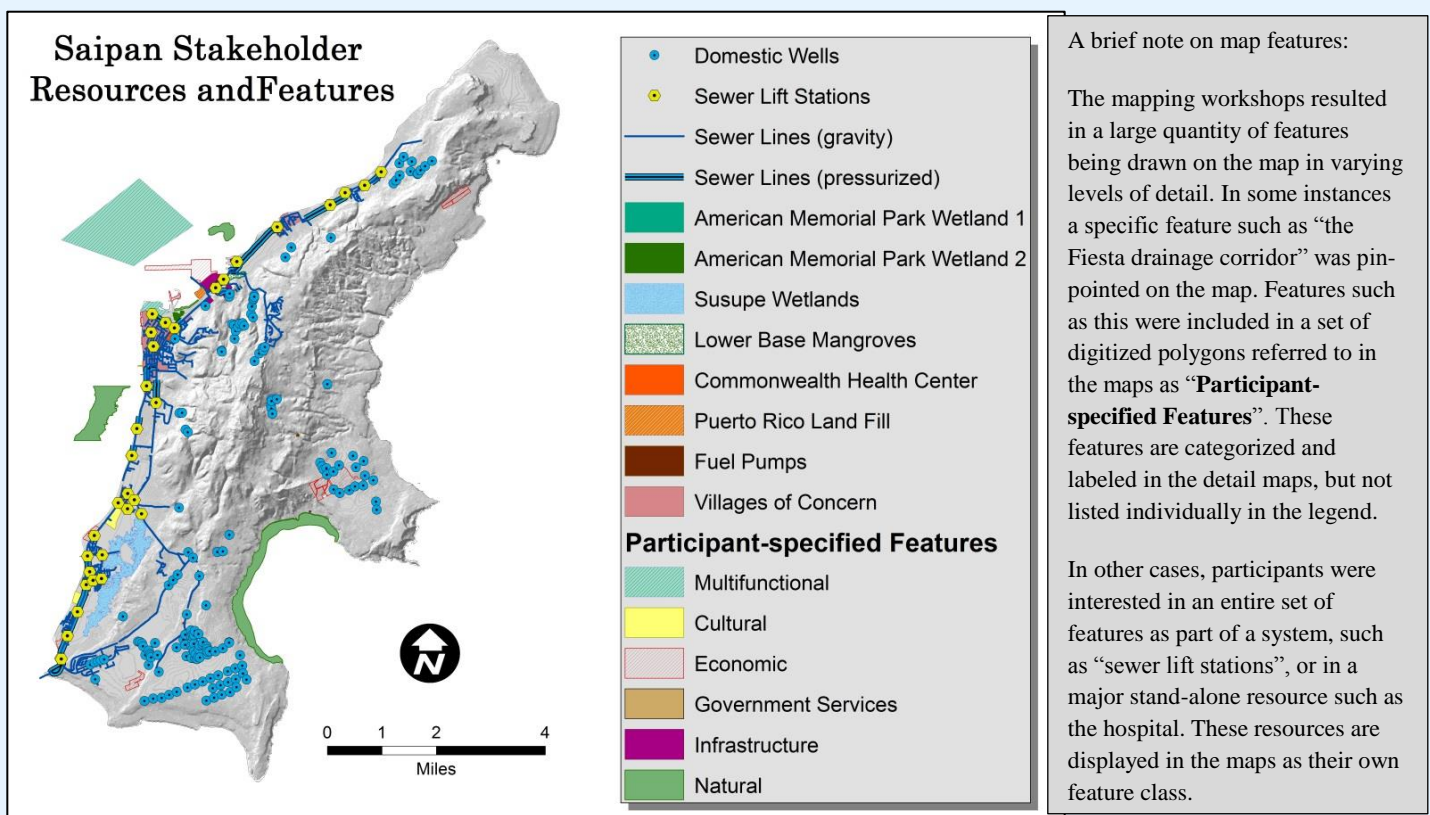 Saipan Stakeholder
Resources andFeatures
N
0 1 2 4
Miles
Domestic Wells
Sewer Lift Stations
Sewer Lines (gravity)
Sewer Lines (pressurized)
American Memorial Park Wetland 1
American Memorial Park Wetland 2
Susupe Wetlands
Lower Base Mangroves
Commonwealth Health Center
Puerto Rico Land Fill
Fuel Pumps
Villages of Concern
Participant-specified Features
Multifunctional
Cultural
Economic
Government Services
Infrastructure
Natural
A brief note on map features:
The mapping workshops resulted
in a large quantity of features
being drawn on the map in varying
levels of detail. In some instances
a specific feature such as “the
Fiesta drainage corridor” was pin-
pointed on the map. Features such
as this were included in a set of
digitized polygons referred to in
the maps as “Participant-
specified Features”. These
features are categorized and
labeled in the detail maps, but not
listed individually in the legend.
In other cases, participants were
interested in an entire set of
features as part of a system, such
as “sewer lift stations”, or in a
major stand-alone resource such as
the hospital. These resources are
displayed in the maps as their own
feature class.